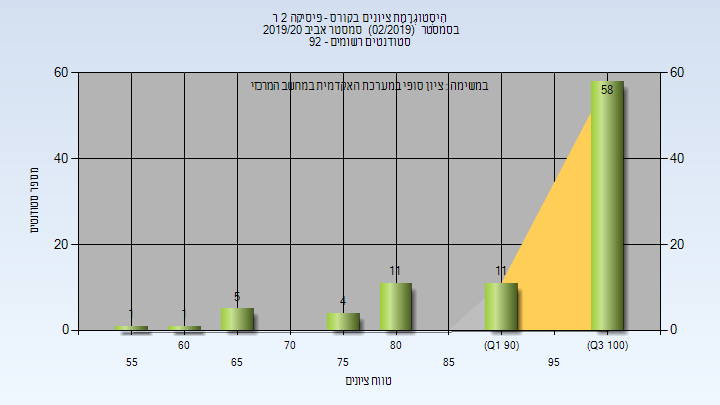 היסטוגרמת ציונים בקורס - פיסיקה 2 ר
בסמסטר (02/2019) סמסטר אביב 2019/20
סטודנטים רשומים - 92
במשימה : ציון סופי במערכת האקדמית במחשב המרכזי
מספר סטודנטים
60
40
20
0
60
40
20
0
1
1
5
4
11
11
58
55
60
65
70
75
80
85
(Q1 90)
95
(Q3 100)
טווח ציונים